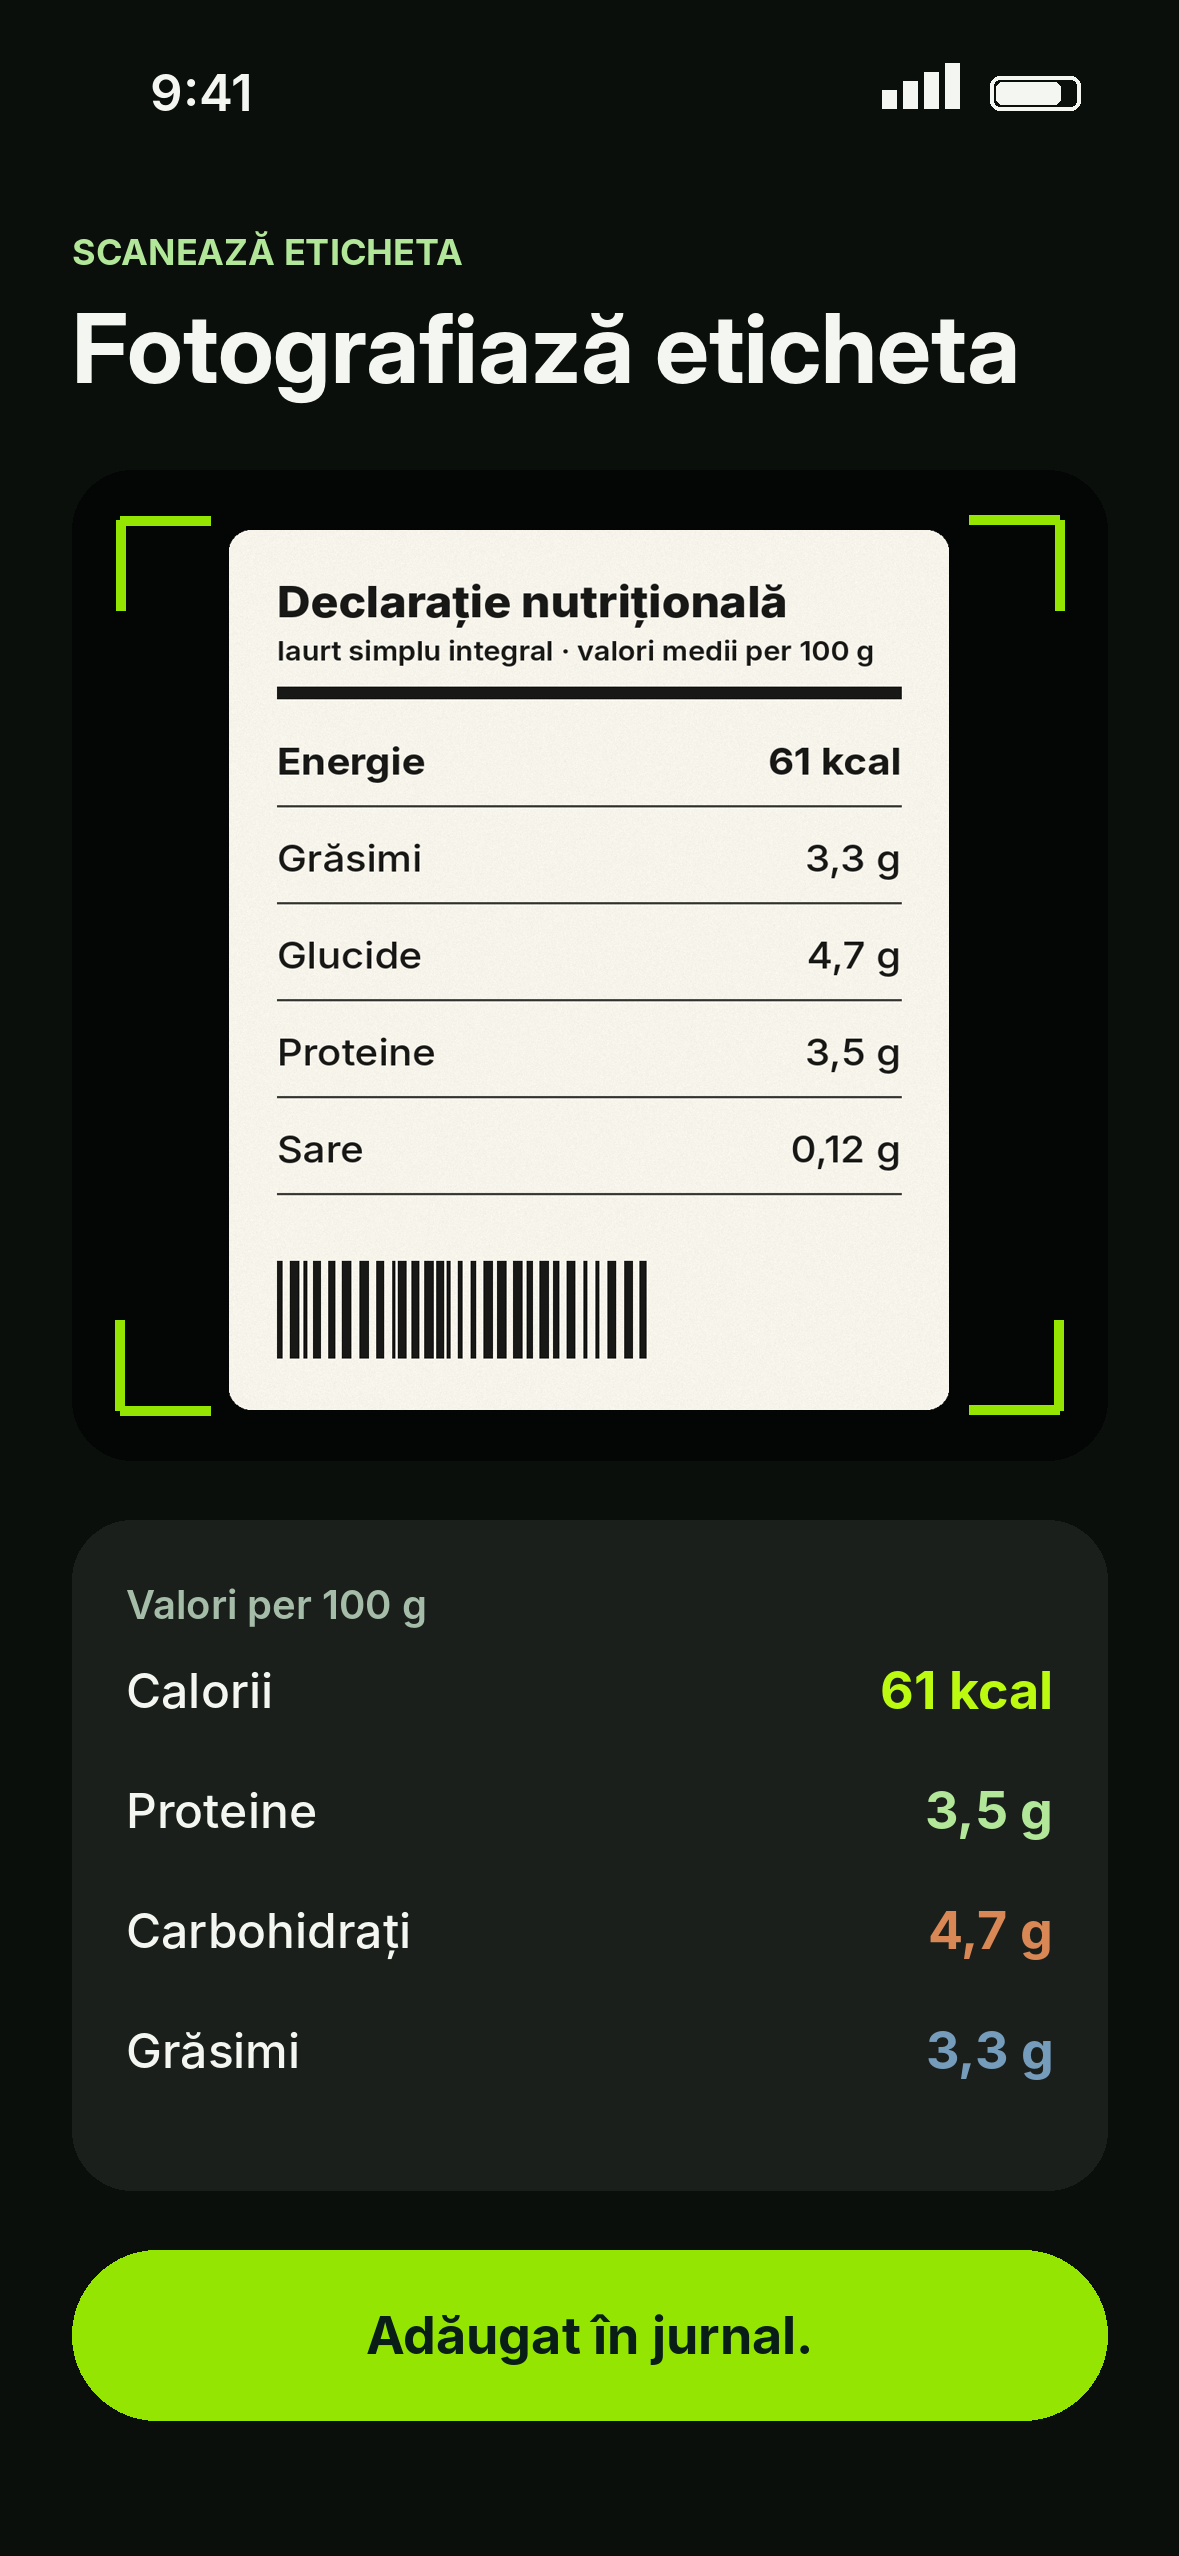 9:41
SCANEAZĂ ETICHETA
Fotografiază eticheta
Declarație nutrițională
Iaurt simplu integral · valori medii per 100 g
Energie 61 kcal
Grăsimi 3,3 g
Glucide 4,7 g
Proteine 3,5 g
Sare 0,12 g
Valori per 100 g
Calorii 61 kcal
Proteine 3,5 g
Carbohidrați 4,7 g
Grăsimi 3,3 g
Adăugat în jurnal.